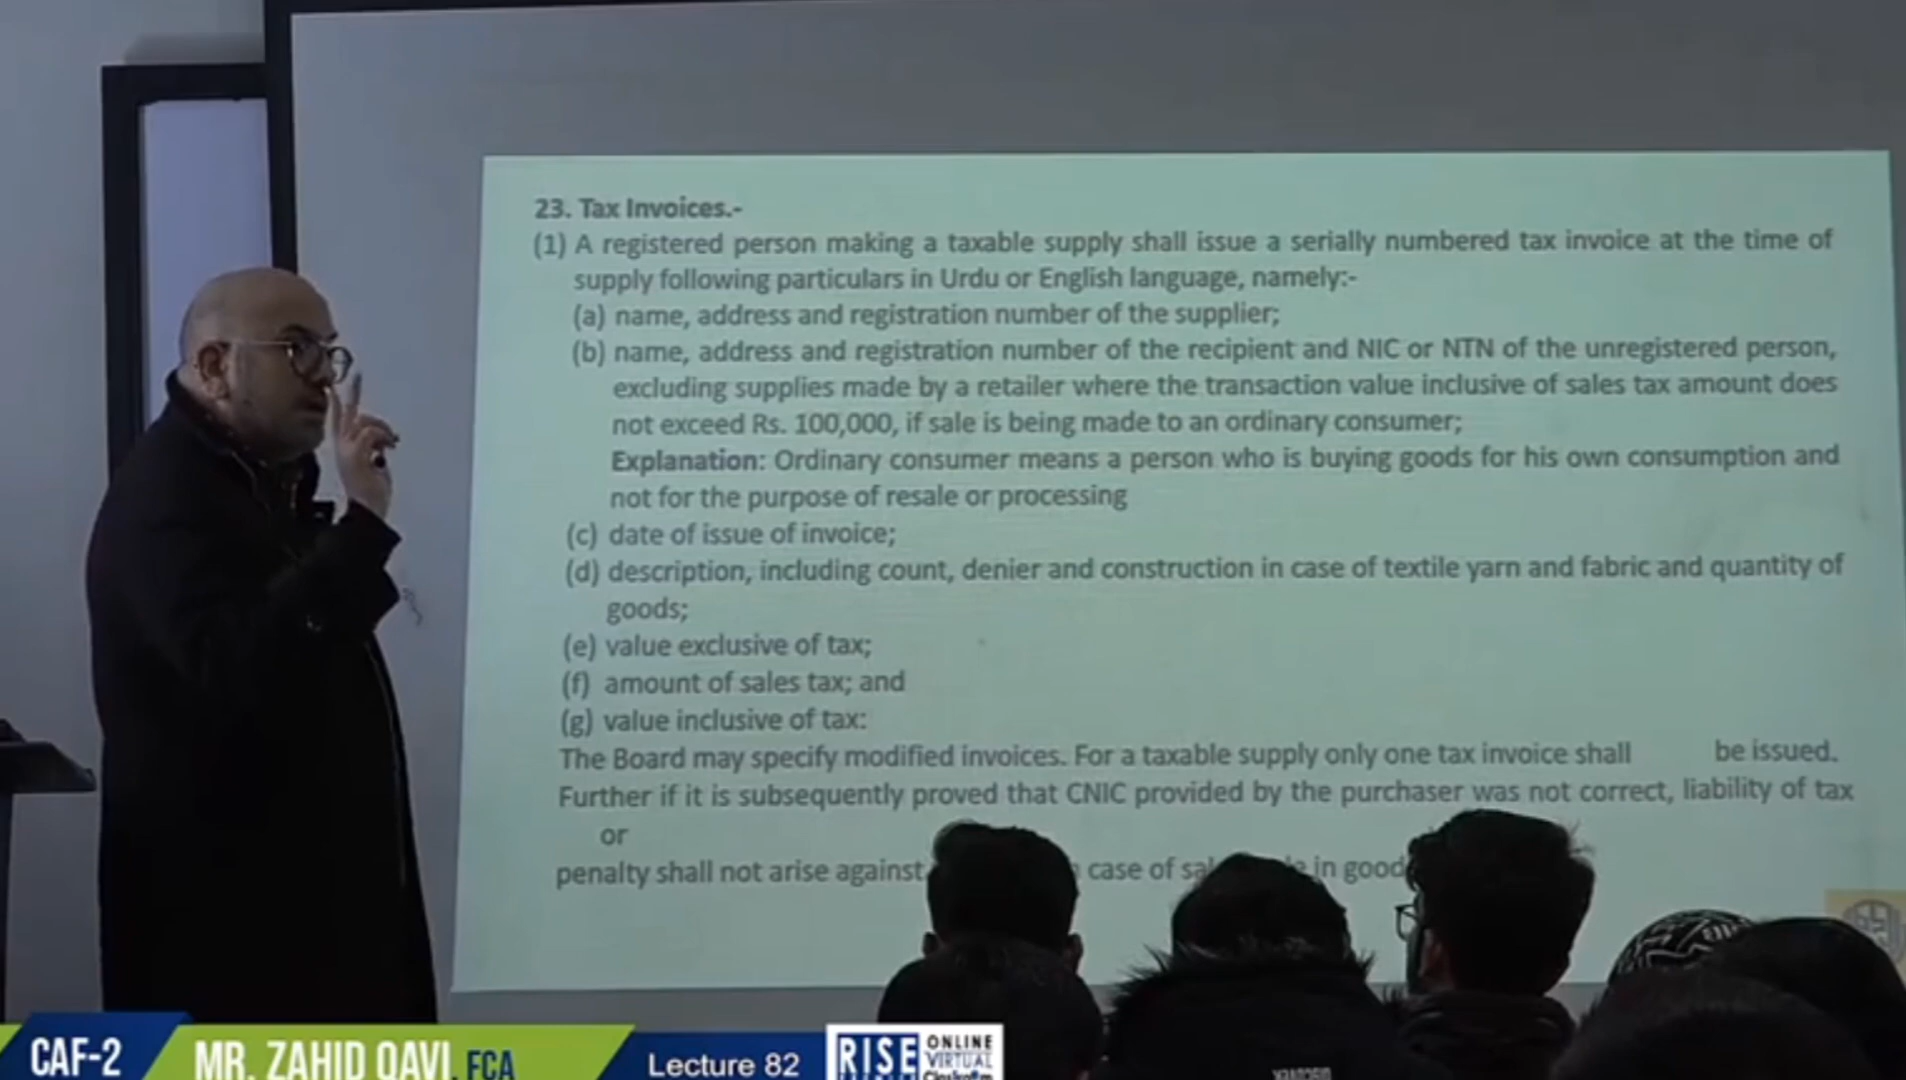 23. Tax Invoices.-
(1) A registered person making a taxable supply shall issue a serially numbered tax invoice at the time of
supply following particulars in Urdu or English language, namely:-
(a) name, address and registration number of the supplier;
(b) name, address and registration number of the recipient and NIC or NTN of the unregistered person,
excluding supplies made by a retailer where the transaction value inclusive of sales tax amount does
not exceed Rs. 100,000, if sale is being made to an ordinary consumer;
Explanation: Ordinary consumer means a person who is buying goods for his own consumption and
not for the purpose of resale or processing
(c) date of issue of invoice;
(d) description, including count, denier and construction in case of textile yarn and fabric and quantity of
goods;
(e) value exclusive of tax;
(f) amount of sales tax; and
(g) value inclusive of tax:
The Board may specify modified invoices. For a taxable supply only one tax invoice shall be issued.
Further if it is subsequently proved that CNIC provided by the purchaser was not correct, liability of tax
or
penalty shall not arise against case of in good
CAF-2
MR. ZAHID QAVI, FCA
Lecture 82
RISE
ONLINE
VIRTUAL